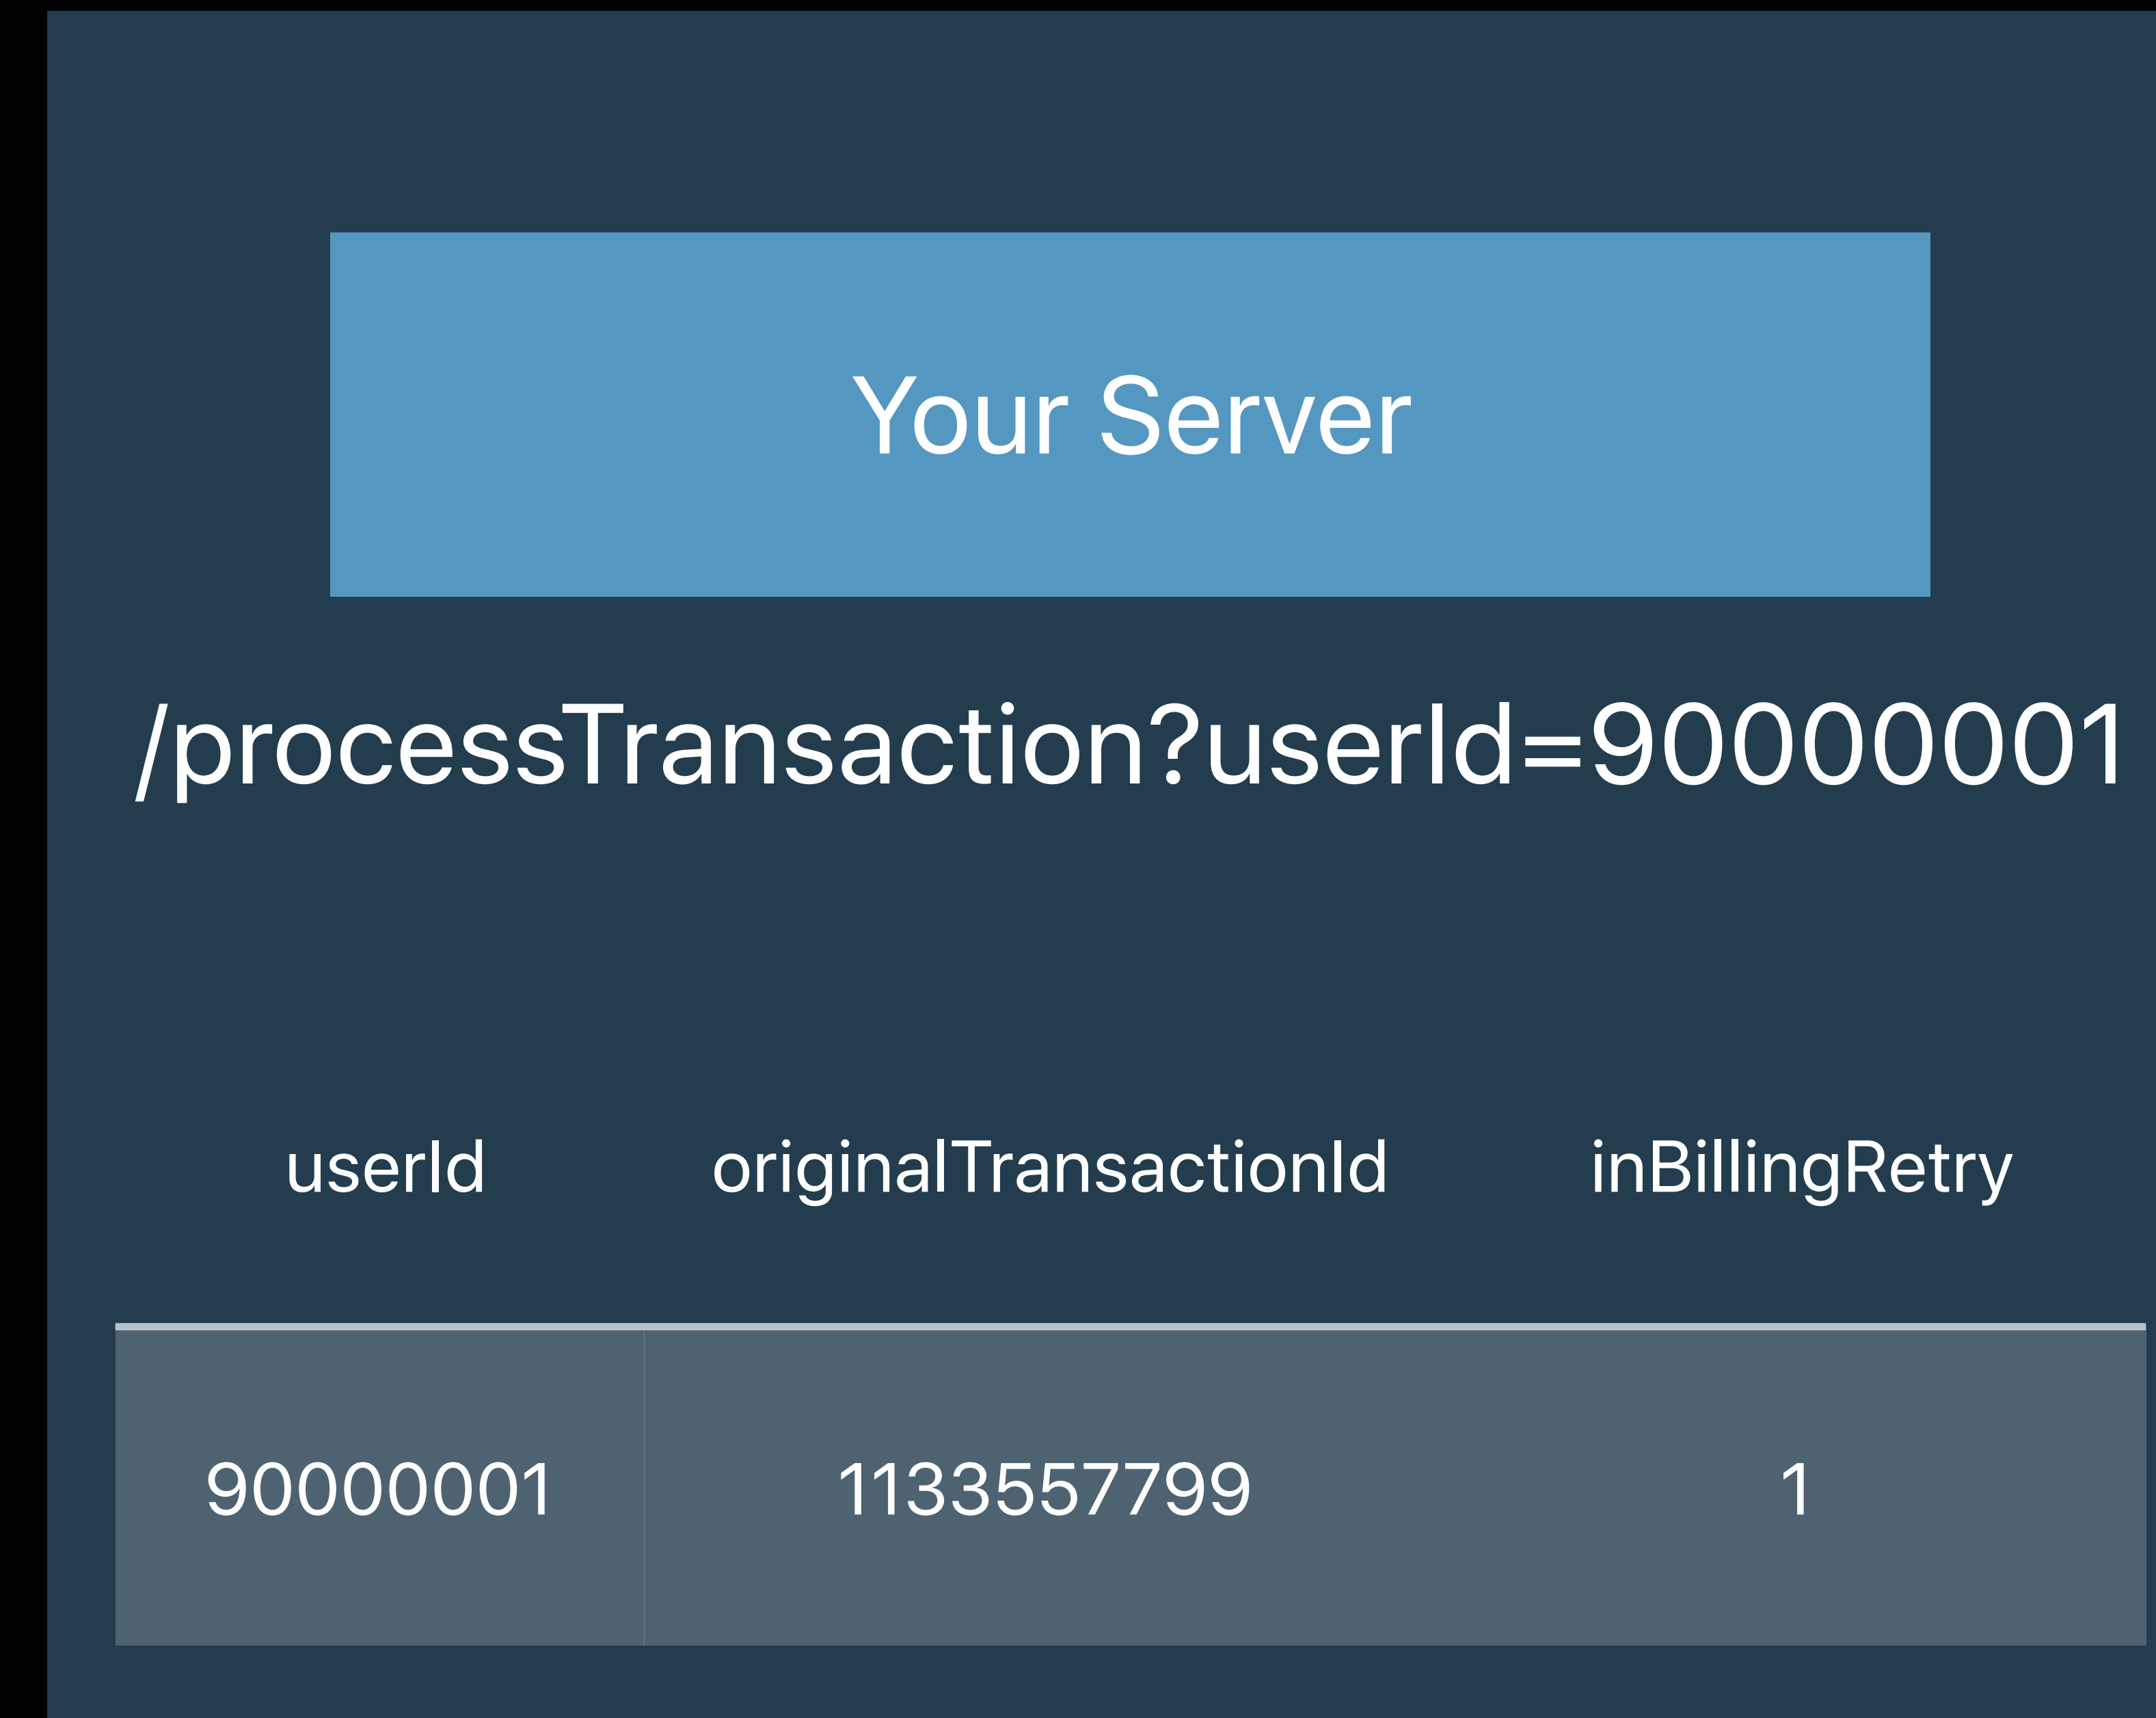 Your Server
/processTransaction?userId=90000001
userId originalTransactionId inBillingRetry
90000001 1133557799 1